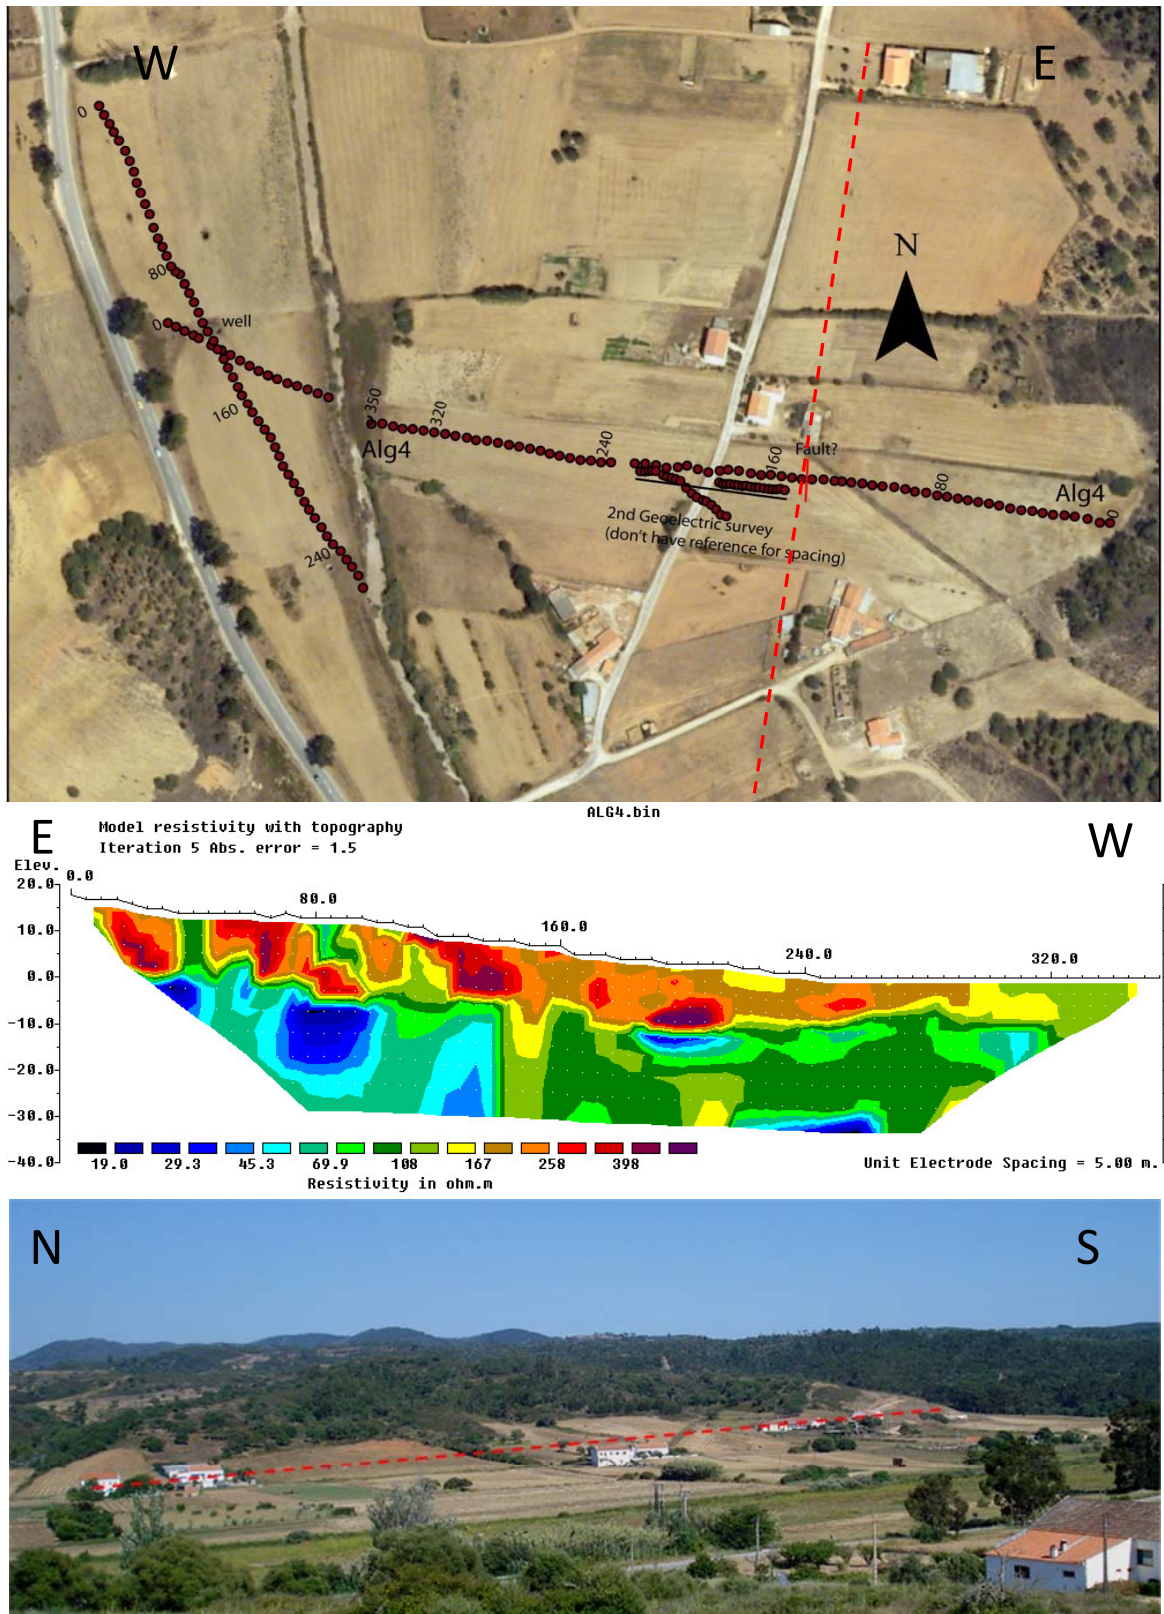 W
E
0
N
80
0
well
350
320
160
Alg4
240
160
Fault?
80
Alg4
0
2nd Geoelectric survey
(don't have reference for spacing)
240
ALG4.bin
E
W
Model resistivity with topography
Iteration 5 Abs. error = 1.5
Elev.
0.0
20.0
80.0
10.0
160.0
240.0
320.0
0.0
-10.0
-20.0
-30.0
-40.0
19.0 29.3 45.3 69.9 108 167 258 398
Unit Electrode Spacing = 5.00 m.
Resistivity in ohm.m
N
S